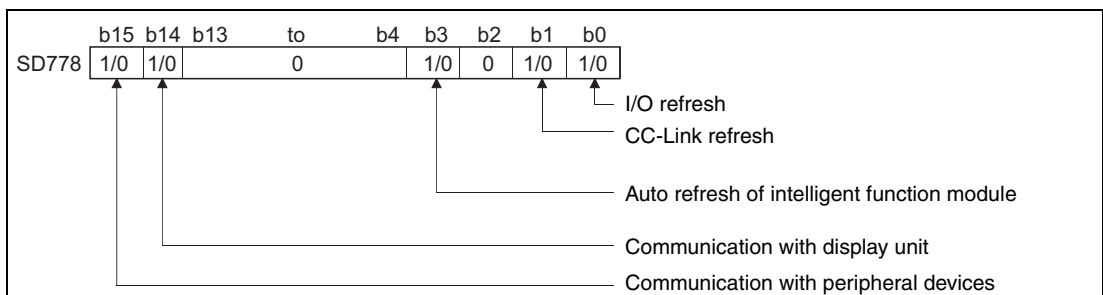 b15 b14 b13 to b4 b3 b2 b1 b0
SD778 1/0 1/0 0 1/0 0 1/0 1/0
I/O refresh
CC-Link refresh
Auto refresh of intelligent function module
Communication with display unit
Communication with peripheral devices